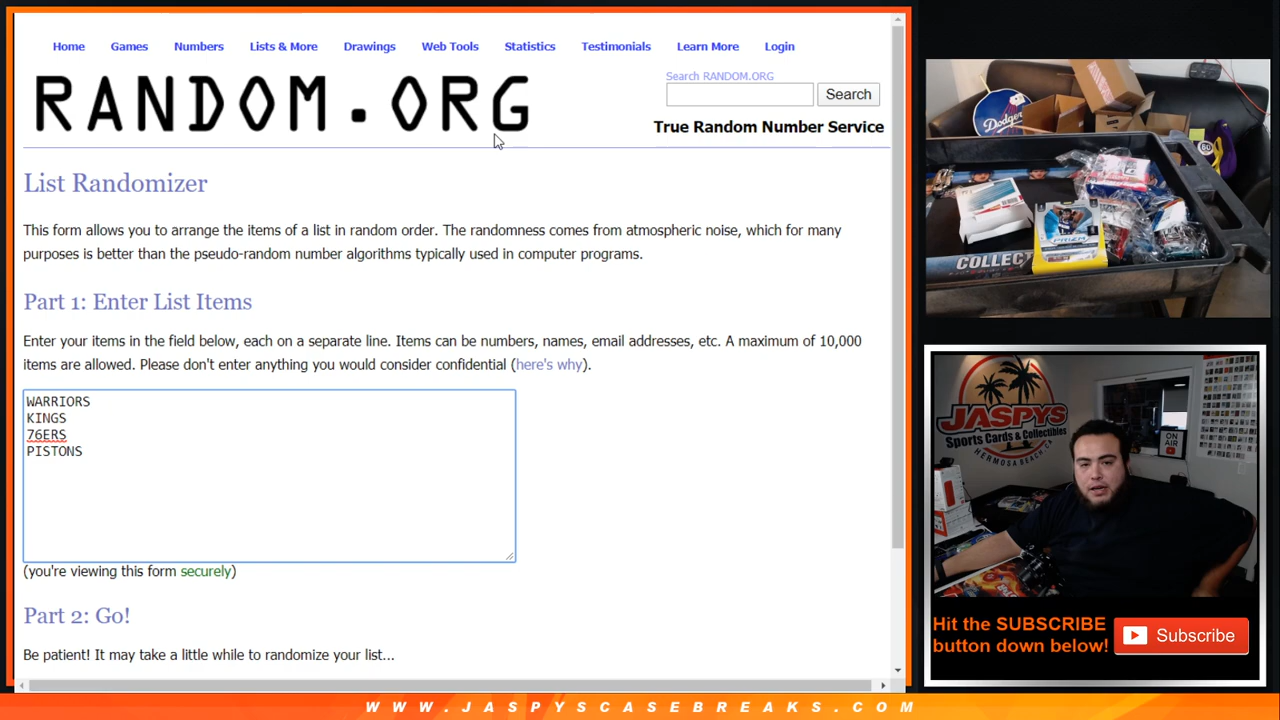 Home Games Numbers Lists & More Drawings Web Tools Statistics Testimonials Learn More Login
RANDOM.ORG
Search RANDOM.ORG
Search
True Random Number Service
List Randomizer
This form allows you to arrange the items of a list in random order. The randomness comes from atmospheric noise, which for many
purposes is better than the pseudo-random number algorithms typically used in computer programs.
Part 1: Enter List Items
Enter your items in the field below, each on a separate line. Items can be numbers, names, email addresses, etc. A maximum of 10,000
items are allowed. Please don't enter anything you would consider confidential (here's why).
WARRIORS
KINGS
76ERS
PISTONS
(you're viewing this form securely)
Part 2: Go!
Be patient! It may take a little while to randomize your list...
Dodgers
PRIZM
COLLECT
JASPYS
Sports Cards & Collectibles
HERMOSA BEACH, CA
ON
AIR
Hit the SUBSCRIBE
button down below!
Subscribe
WWW.JASPYSCASEBREAKS.COM